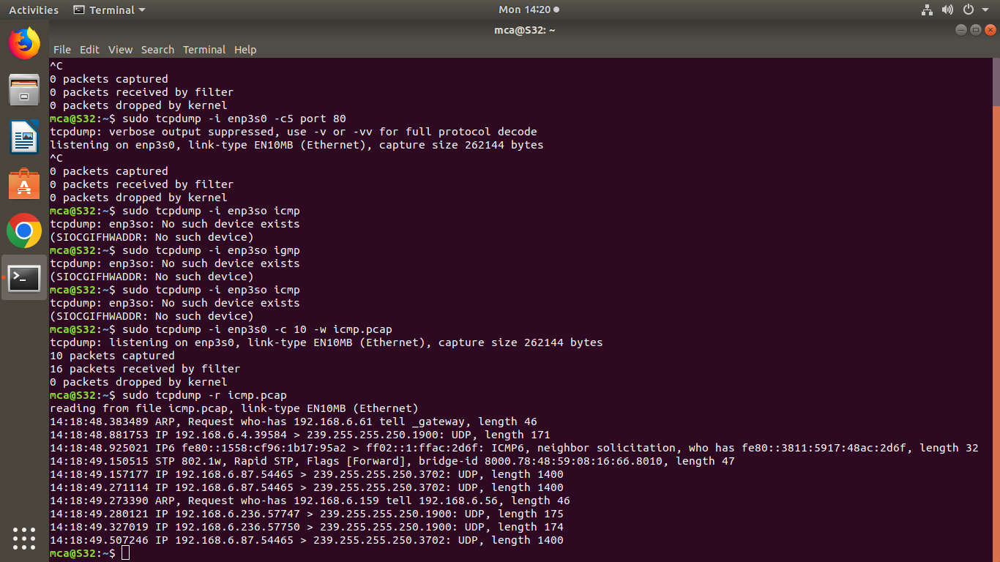 Activities Terminal Mon 14:20
mca@S32: ~
File Edit View Search Terminal Help
^C
0 packets captured
0 packets received by filter
0 packets dropped by kernel
mca@S32:~$ sudo tcpdump -i enp3s0 -c5 port 80
tcpdump: verbose output suppressed, use -v or -vv for full protocol decode
listening on enp3s0, link-type EN10MB (Ethernet), capture size 262144 bytes
^C
0 packets captured
0 packets received by filter
0 packets dropped by kernel
mca@S32:~$ sudo tcpdump -i enp3so icmp
tcpdump: enp3so: No such device exists
(SIOCGIFHWADDR: No such device)
mca@S32:~$ sudo tcpdump -i enp3so igmp
tcpdump: enp3so: No such device exists
(SIOCGIFHWADDR: No such device)
mca@S32:~$ sudo tcpdump -i enp3so icmp
tcpdump: enp3so: No such device exists
(SIOCGIFHWADDR: No such device)
mca@S32:~$ sudo tcpdump -i enp3s0 -c 10 -w icmp.pcap
tcpdump: listening on enp3s0, link-type EN10MB (Ethernet), capture size 262144 bytes
10 packets captured
16 packets received by filter
0 packets dropped by kernel
mca@S32:~$ sudo tcpdump -r icmp.pcap
reading from file icmp.pcap, link-type EN10MB (Ethernet)
14:18:48.383489 ARP, Request who-has 192.168.6.61 tell _gateway, length 46
14:18:48.881753 IP 192.168.6.4.39584 > 239.255.255.250.1900: UDP, length 171
14:18:48.925021 IP6 fe80::1558:cf96:1b17:95a2 > ff02::1:ffac:2d6f: ICMP6, neighbor solicitation, who has fe80::3811:5917:48ac:2d6f, length 32
14:18:49.150515 STP 802.1w, Rapid STP, Flags [Forward], bridge-id 8000.78:48:59:08:16:66.8010, length 47
14:18:49.157177 IP 192.168.6.87.54465 > 239.255.255.250.3702: UDP, length 1400
14:18:49.271114 IP 192.168.6.87.54465 > 239.255.255.250.3702: UDP, length 1400
14:18:49.273390 ARP, Request who-has 192.168.6.159 tell 192.168.6.56, length 46
14:18:49.280121 IP 192.168.6.236.57747 > 239.255.255.250.1900: UDP, length 175
14:18:49.327019 IP 192.168.6.236.57750 > 239.255.255.250.1900: UDP, length 174
14:18:49.507246 IP 192.168.6.87.54465 > 239.255.255.250.3702: UDP, length 1400
mca@S32:~$